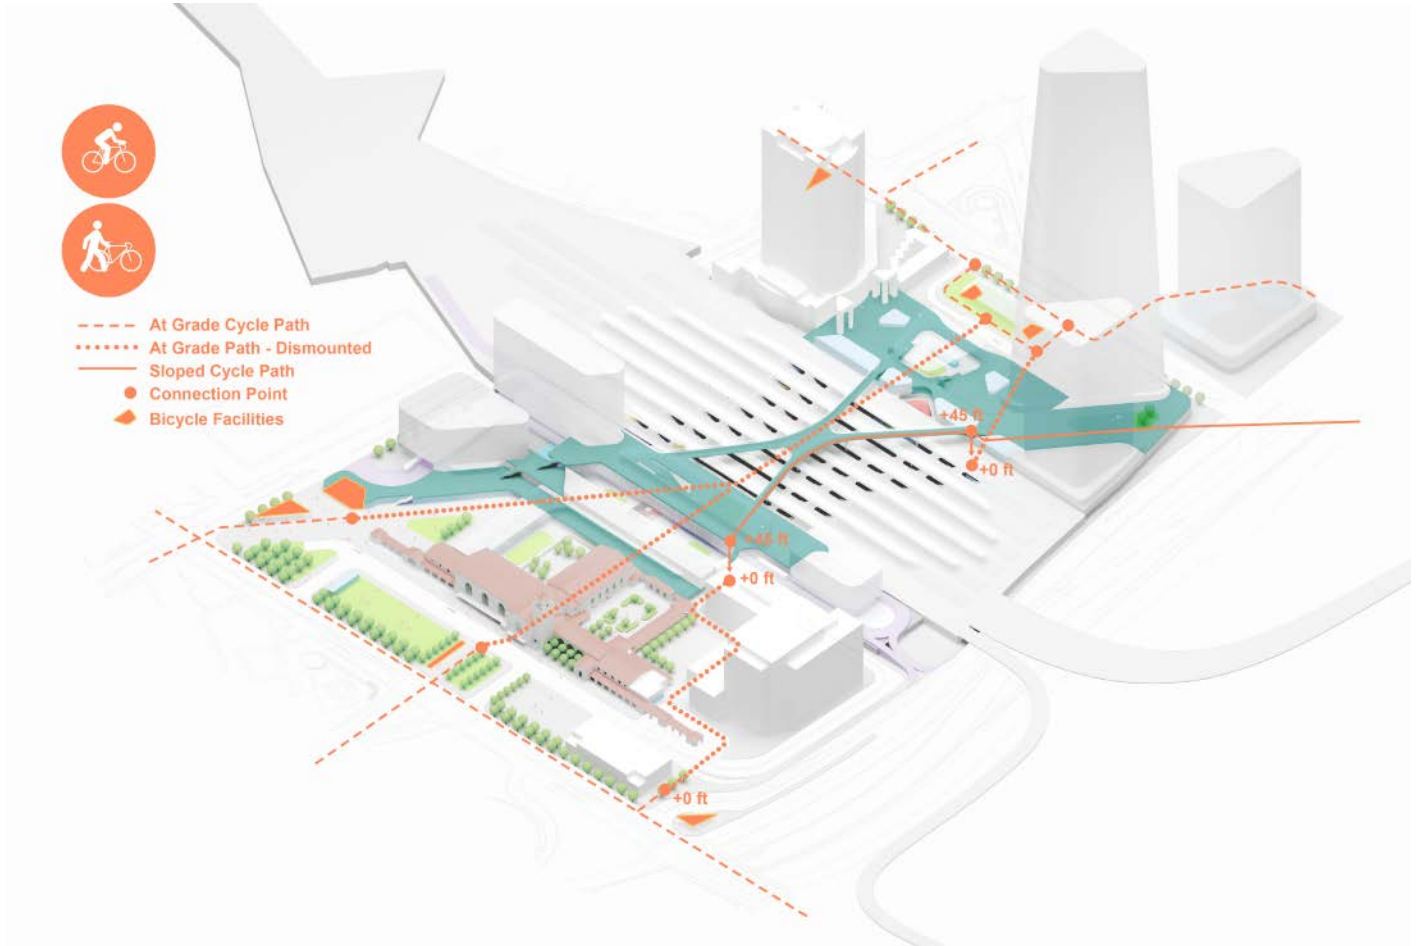 At Grade Cycle Path
At Grade Path - Dismounted
Sloped Cycle Path
Connection Point
Bicycle Facilities
+45 ft
+0 ft
+45 ft
+0 ft
+0 ft